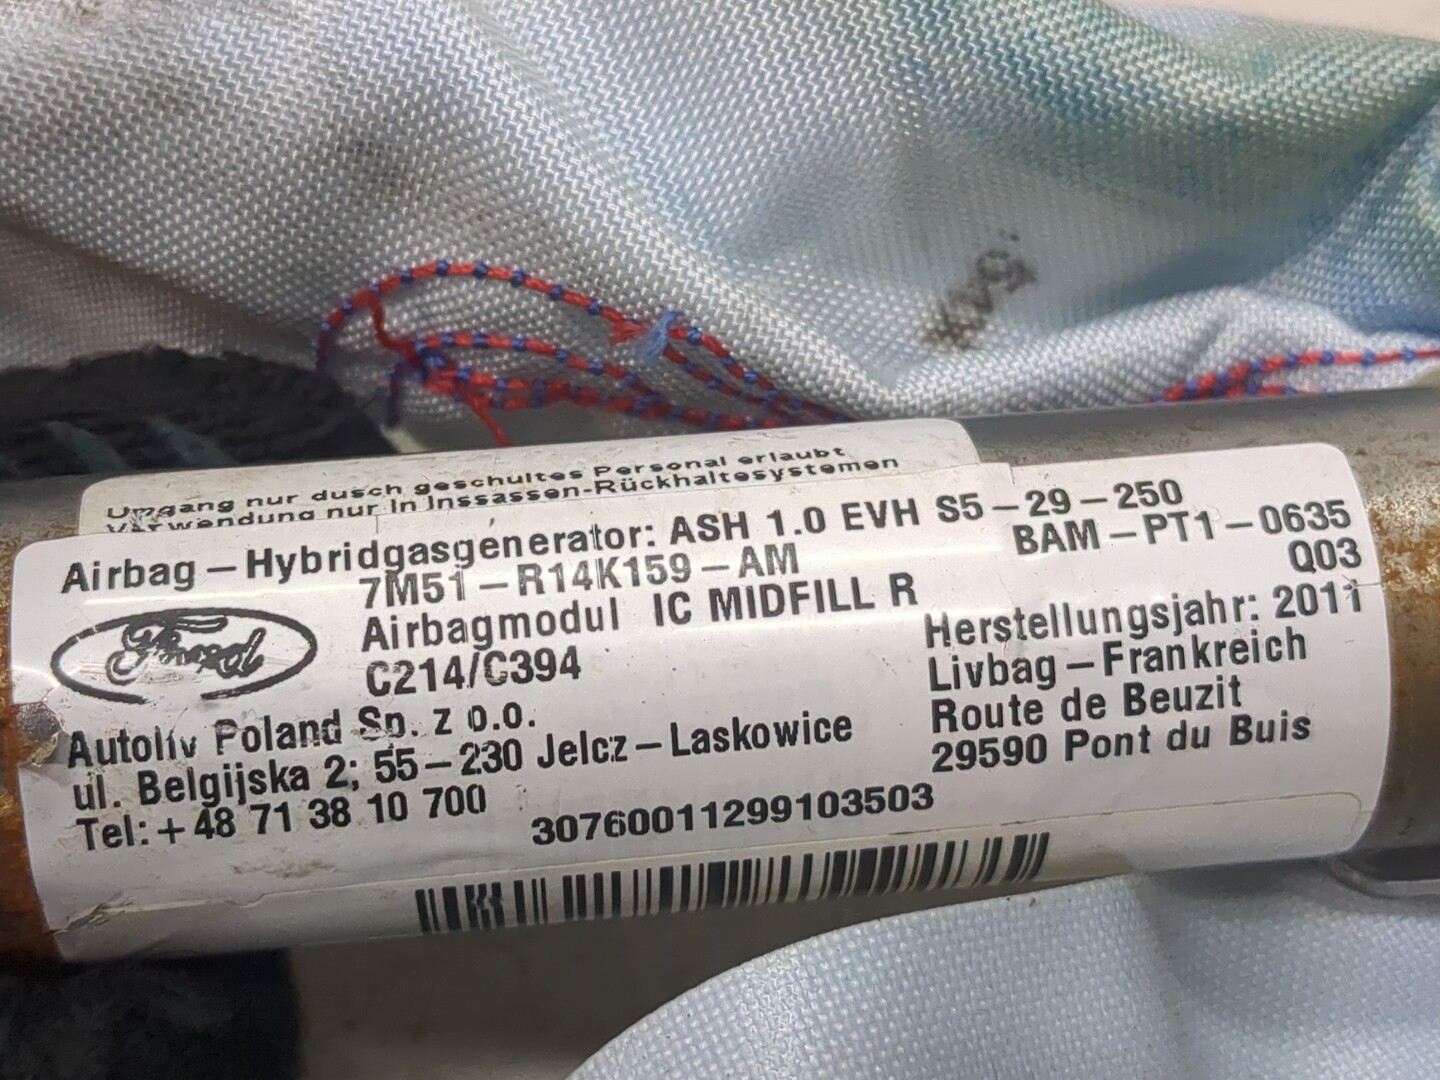 Umgang nur dusch geschultes Personal erlaubt
Verwendung nur in Inssassen-Rückhaltesystemen
Airbag-Hybridgasgenerator: ASH 1.0 EVH S5-29-250
BAM-PT1-0635
7M51-R14K159-AM
Q03
Airbagmodul IC MIDFILL R
Herstellungsjahr: 2011
C214/C394
Livbag-Frankreich
Ford
Autoliv Poland Sp. z o.o.
Route de Beuzit
ul. Belgijska 2; 55-230 Jelcz-Laskowice
29590 Pont du Buis
Tel: +48 71 38 10 700
30760011299103503